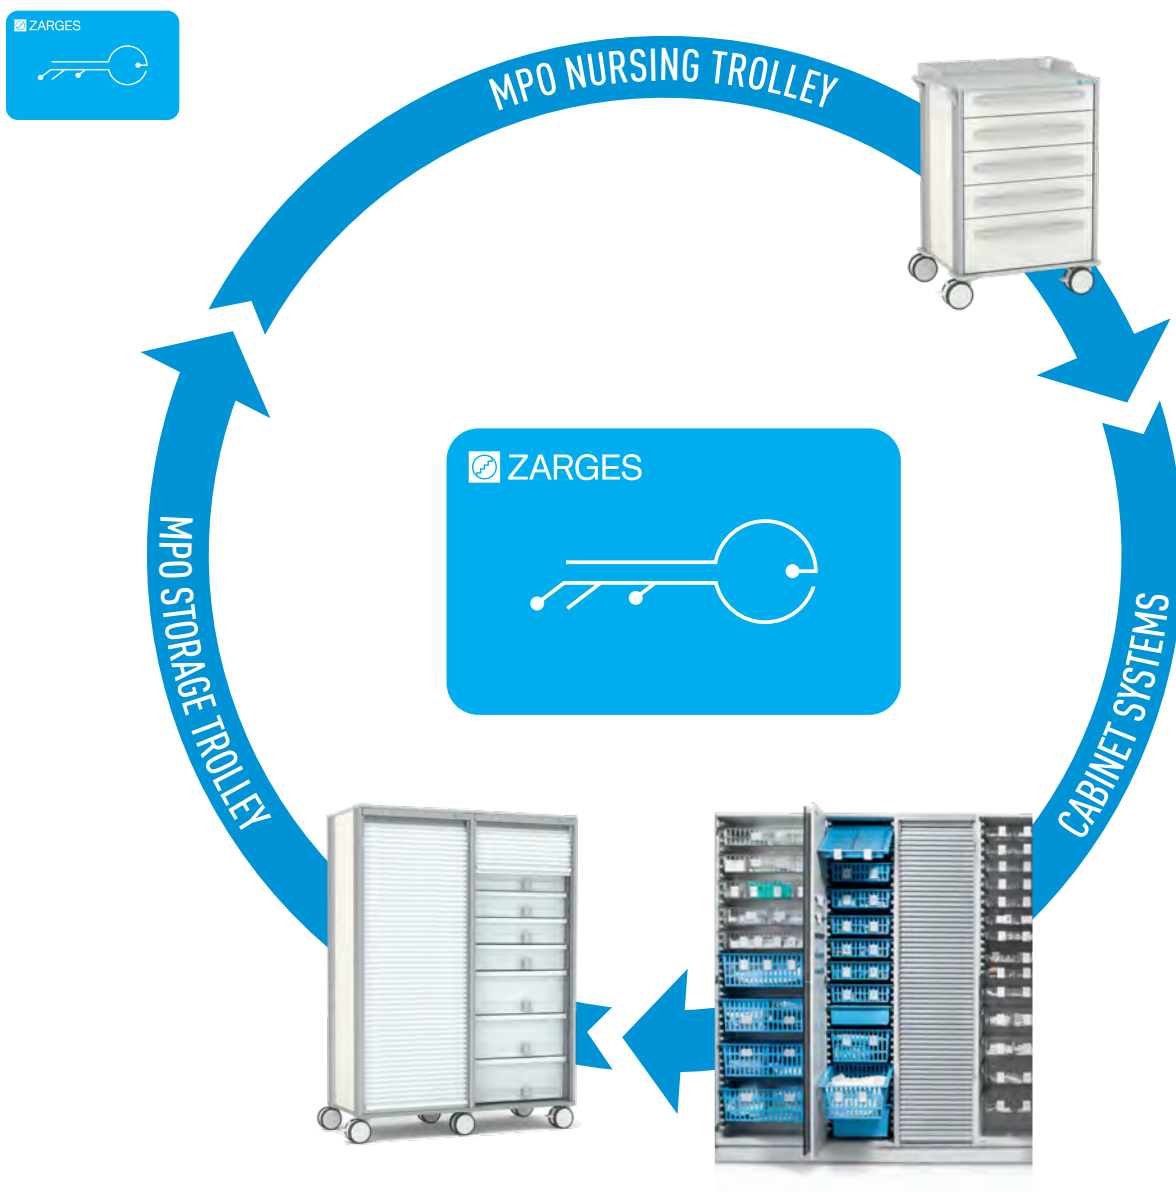 ZARGES
MPO NURSING TROLLEY
ZARGES
MPO STORAGE TROLLEY
CABINET SYSTEMS